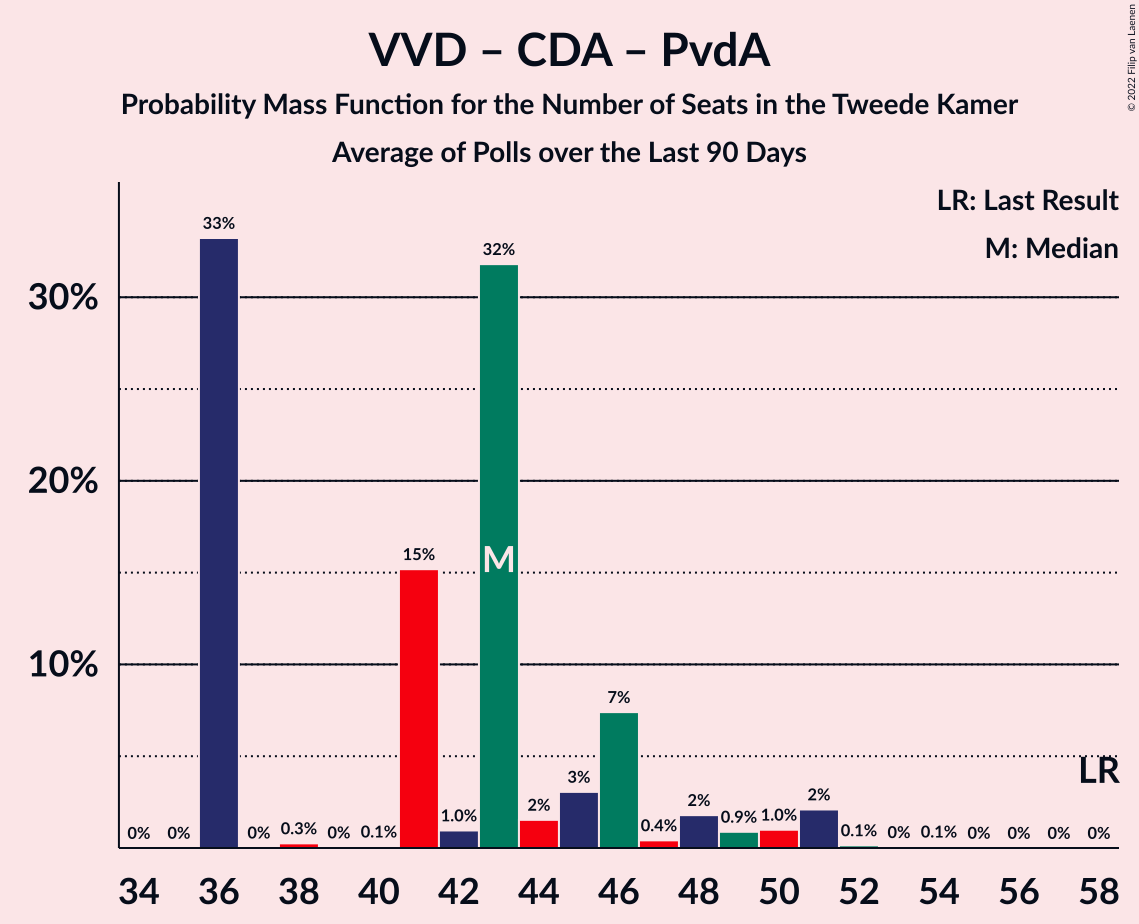 VVD – CDA – PvdA
Probability Mass Function for the Number of Seats in the Tweede Kamer
Average of Polls over the Last 90 Days
© 2022 Filip van Laenen
LR: Last Result
M: Median
30%
20%
10%
0% 0% 33% 0% 0.3% 0% 0.1% 15% 1.0% 32% 2% 3% 7% 0.4% 2% 0.9% 1.0% 2% 0.1% 0% 0.1% 0% 0% 0% 0%
M
LR
34 36 38 40 42 44 46 48 50 52 54 56 58